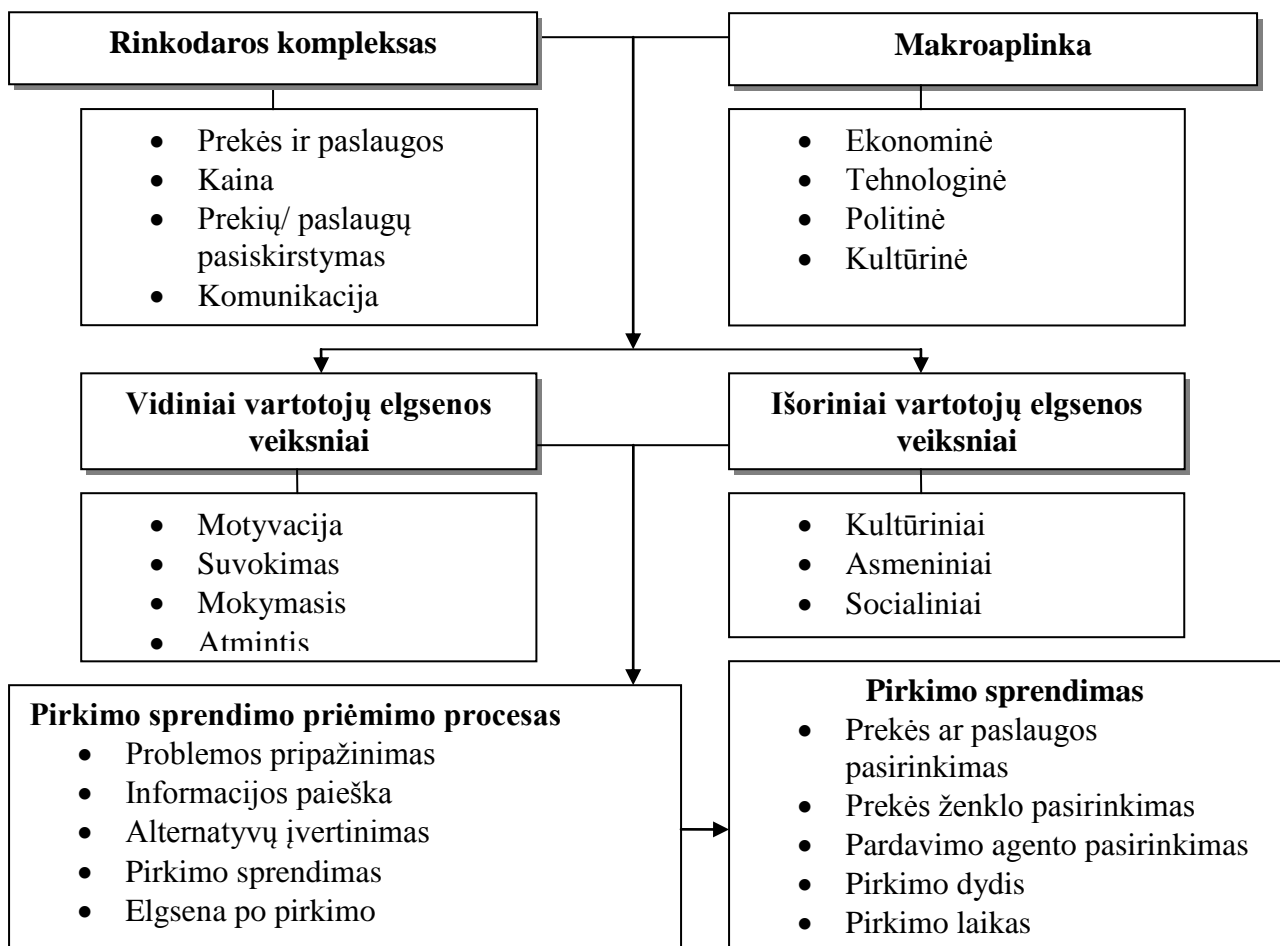 Rinkodaros kompleksas
Makroaplinka
• Prekės ir paslaugos
• Kaina
• Prekių/ paslaugų
pasiskirstymas
• Komunikacija
• Ekonominė
• Tehnologinė
• Politinė
• Kultūrinė
Vidiniai vartotojų elgsenos
veiksniai
Išoriniai vartotojų elgsenos
veiksniai
• Motyvacija
• Suvokimas
• Mokymasis
• Atmintis
• Kultūriniai
• Asmeniniai
• Socialiniai
Pirkimo sprendimo priėmimo procesas
• Problemos pripažinimas
• Informacijos paieška
• Alternatyvų įvertinimas
• Pirkimo sprendimas
• Elgsena po pirkimo
Pirkimo sprendimas
• Prekės ar paslaugos
pasirinkimas
• Prekės ženklo pasirinkimas
• Pardavimo agento pasirinkimas
• Pirkimo dydis
• Pirkimo laikas